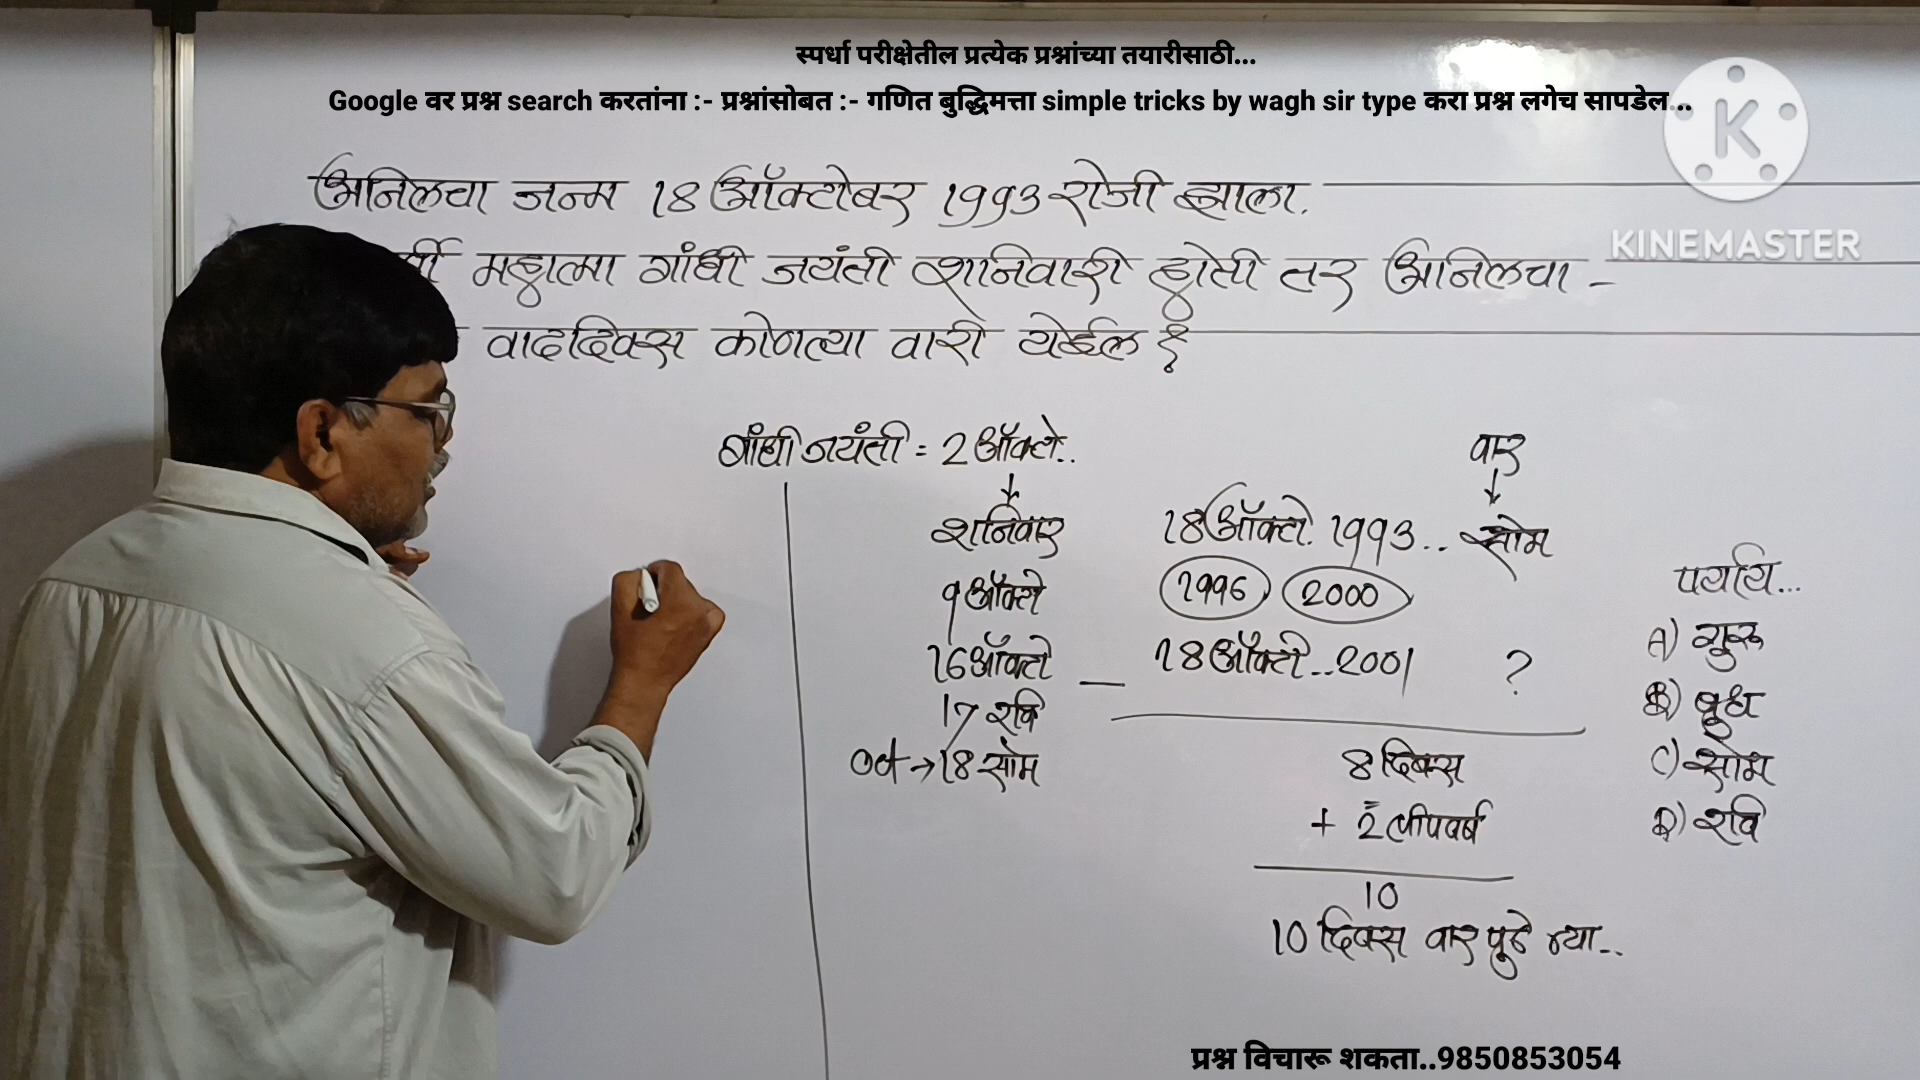 स्पर्धा परीक्षेतील प्रत्येक प्रश्नांच्या तयारीसाठी...
Google वर प्रश्न search करतांना :- प्रश्नांसोबत :- गणित बुद्धिमत्ता simple tricks by wagh sir type करा प्रश्न लगेच सापडेल...
KINEMASTER
अनिलचा जन्म 18 ऑक्टोबर 1993 रोजी झाला.
महात्मा गांधी जयंती शनिवारी होती तर अनिलचा -
वाढदिवस कोणत्या वारी येईल ?
गांधी जयंती = 2 ऑक्टो..
वार
शनिवार
18 ऑक्टो. 1993.. सोम
9 ऑक्टो
1996 2000
पर्याय...
A) गुरु
16 ऑक्टो
18 ऑक्टो..2001 ?
B) बुध
17 रवि
Oct → 18 सोम
8 दिवस
C) सोम
+ 2 लीपवर्ष
D) रवि
10
10 दिवस वार पुढे न्या..
प्रश्न विचारू शकता..9850853054